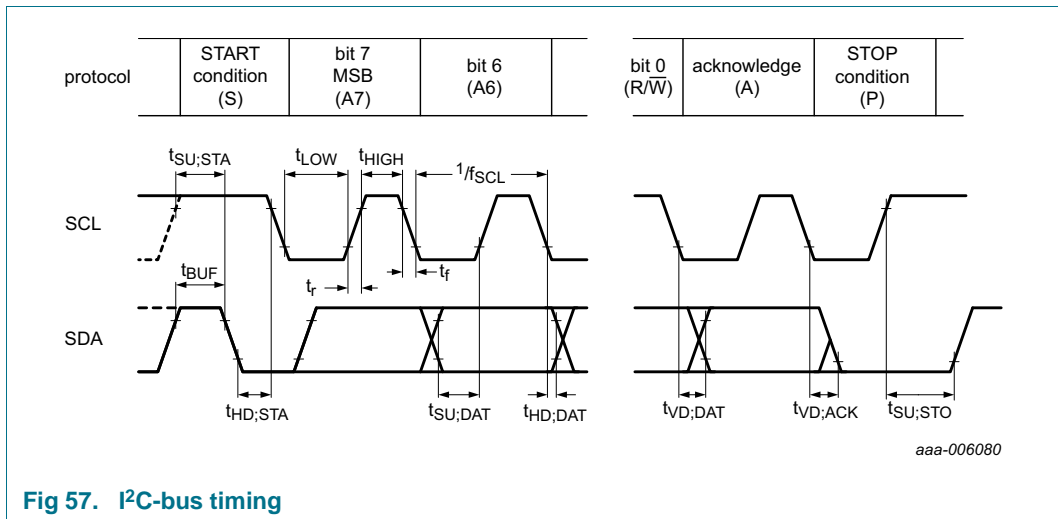 protocol
START
condition
(S)
bit 7
MSB
(A7)
bit 6
(A6)
bit 0
(R/W̅)
acknowledge
(A)
STOP
condition
(P)
tSU;STA
tLOW
tHIGH
1/fSCL
SCL
tBUF
tr
tf
SDA
tHD;STA
tSU;DAT
tHD;DAT
tVD;DAT
tVD;ACK
tSU;STO
aaa-006080
Fig 57. I²C-bus timing